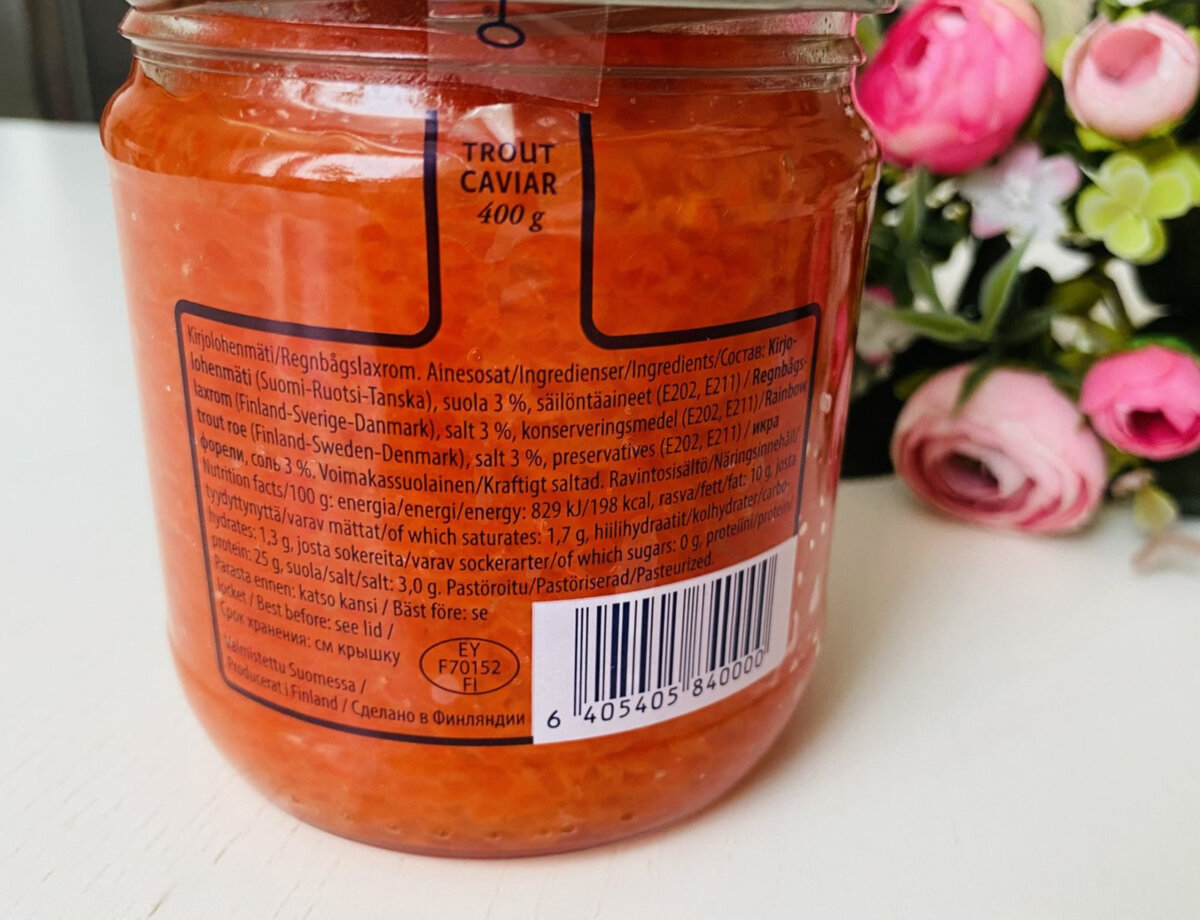 TROUT
CAVIAR
400 g
Kirjolohenmäti/Regnbågslaxrom. Ainesosat/Ingredienser/Ingredients/Состав: Kirjo-
lohenmäti (Suomi-Ruotsi-Tanska), suola 3 %, säilöntäaineet (E202, E211) / Regnbågs-
laxrom (Finland-Sverige-Danmark), salt 3 %, konserveringsmedel (E202, E211)/Rainbow
trout roe (Finland-Sweden-Denmark), salt 3 %, preservatives (E202, E211) / икра
форели, соль 3 %. Voimakassuolainen/Kraftigt saltad. Ravintosisältö/Näringsinnehåll/
Nutrition facts/100 g: energia/energi/energy: 829 kJ/198 kcal, rasva/fett/fat: 10 g, josta
tyydyttynyttä/varav mättat/of which saturates: 1,7 g, hiilihydraatit/kolhydrater/carbo-
hydrates: 1,3 g, josta sokereita/varav sockerarter/of which sugars: 0 g, proteiini/protein/
protein: 25 g, suola/salt/salt: 3,0 g. Pastöroitu/Pastöriserad/Pasteurized.
Parasta ennen: katso kansi / Bäst före: se
locket / Best before: see lid /
Срок хранения: см крышку
Valmistettu Suomessa /
Producerat i Finland / Сделано в Финляндии
EY
F70152
FI
6 405405 840000